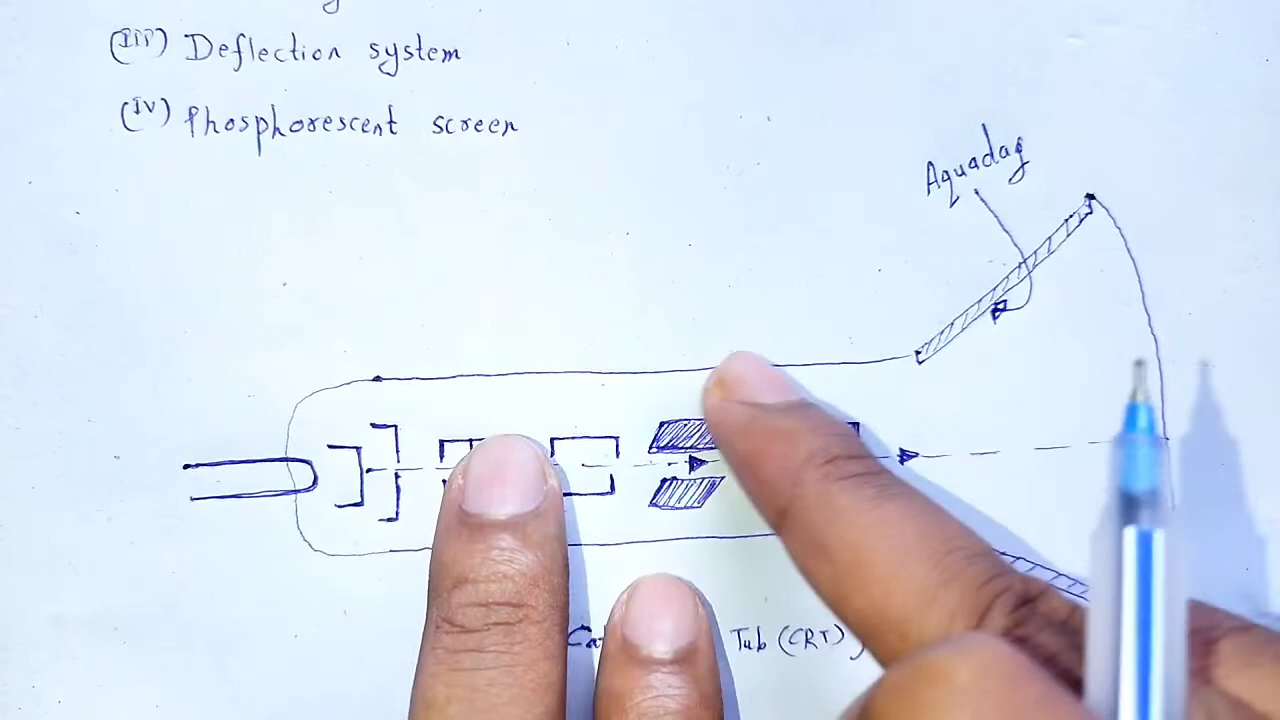 (III) Deflection system
(IV) Phosphorescent screen
Aquadag
Tub (CRT)